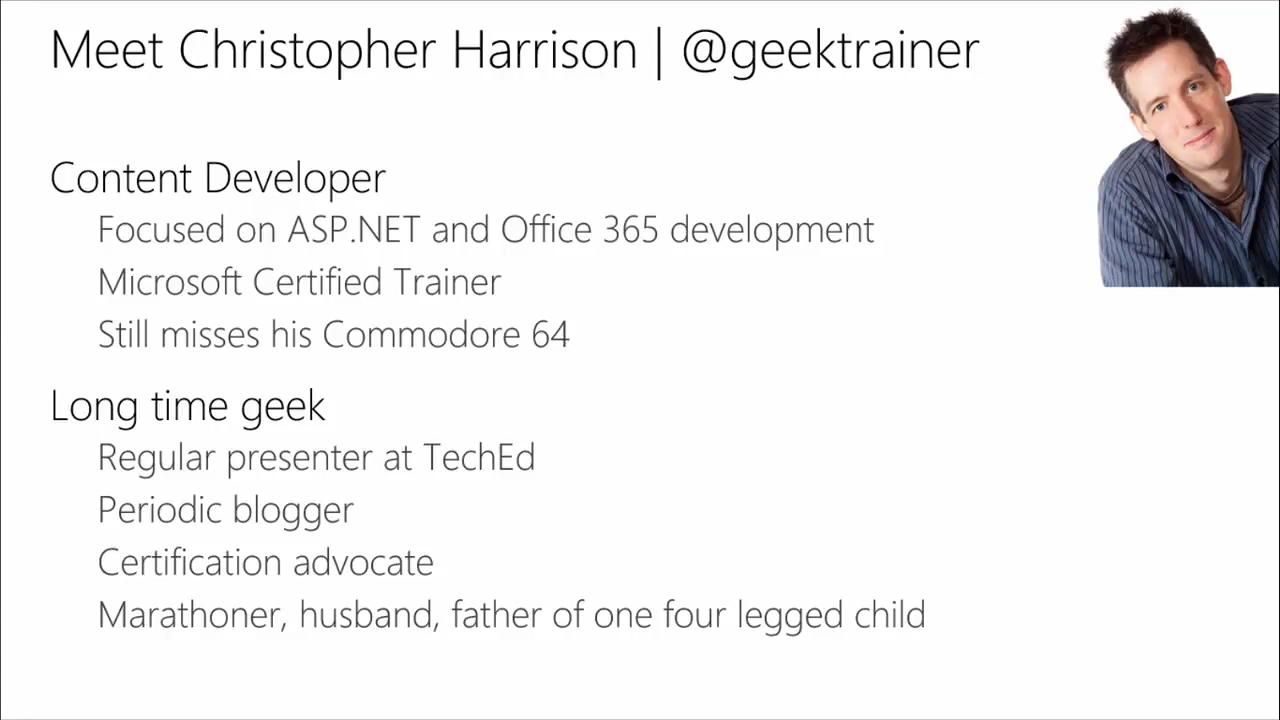 Meet Christopher Harrison | @geektrainer
Content Developer
Focused on ASP.NET and Office 365 development
Microsoft Certified Trainer
Still misses his Commodore 64
Long time geek
Regular presenter at TechEd
Periodic blogger
Certification advocate
Marathoner, husband, father of one four legged child